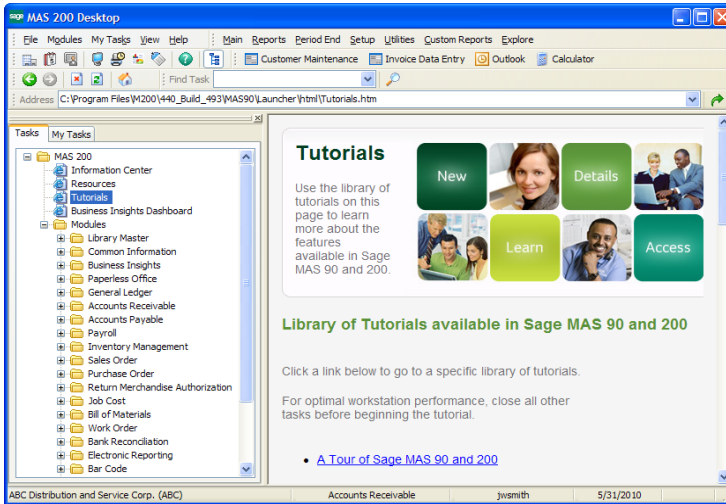 sage MAS 200 Desktop
File Modules My Tasks View Help Main Reports Period End Setup Utilities Custom Reports Explore
Customer Maintenance Invoice Data Entry Outlook Calculator
Find Task
Address C:\Program Files\M200\440_Build_493\MAS90\Launcher\html\Tutorials.htm
Tasks My Tasks
MAS 200
Information Center
Resources
Tutorials
Business Insights Dashboard
Modules
Library Master
Common Information
Business Insights
Paperless Office
General Ledger
Accounts Receivable
Accounts Payable
Payroll
Inventory Management
Sales Order
Purchase Order
Return Merchandise Authorization
Job Cost
Bill of Materials
Work Order
Bank Reconciliation
Electronic Reporting
Bar Code
Tutorials
Use the library of
tutorials on this
page to learn
more about the
features
available in Sage
MAS 90 and 200.
New Details
Learn Access
Library of Tutorials available in Sage MAS 90 and 200
Click a link below to go to a specific library of tutorials.
For optimal workstation performance, close all other
tasks before beginning the tutorial.
• A Tour of Sage MAS 90 and 200
ABC Distribution and Service Corp. (ABC) Accounts Receivable jwsmith 5/31/2010